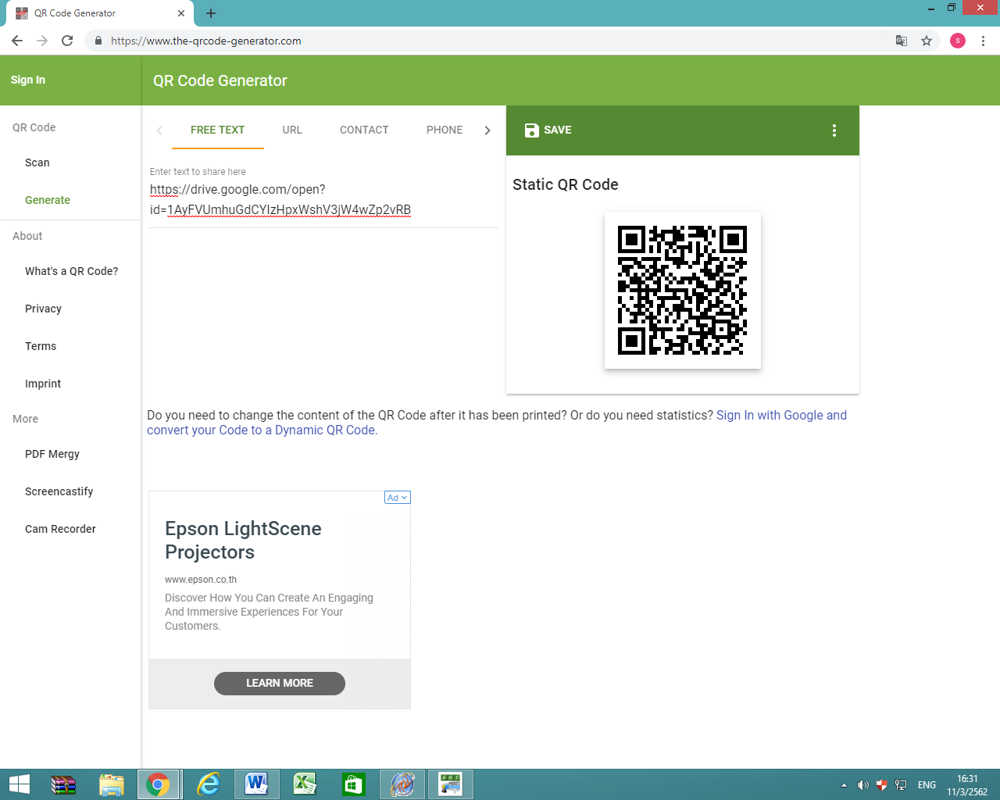 QR Code Generator
https://www.the-qrcode-generator.com
s
Sign In
QR Code Generator
QR Code
Scan
Generate
About
What's a QR Code?
Privacy
Terms
Imprint
More
PDF Mergy
Screencastify
Cam Recorder
FREE TEXT
URL
CONTACT
PHONE
Enter text to share here
https://drive.google.com/open?
id=1AyFVUmhuGdCYIzHpxWshV3jW4wZp2vRB
SAVE
Static QR Code
Do you need to change the content of the QR Code after it has been printed? Or do you need statistics? Sign In with Google and
convert your Code to a Dynamic QR Code.
Ad
Epson LightScene
Projectors
www.epson.co.th
Discover How You Can Create An Engaging
And Immersive Experiences For Your
Customers.
LEARN MORE
ENG
16:31
11/3/2562